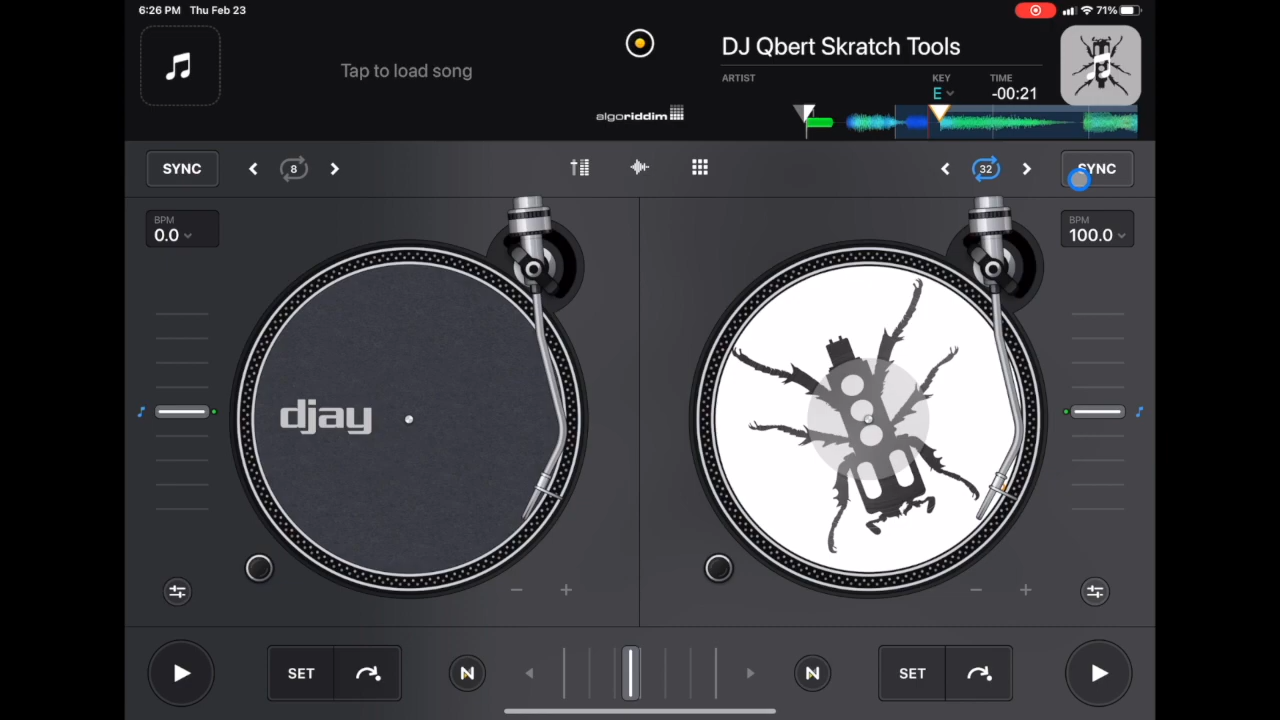 6:26 PM Thu Feb 23
71%
Tap to load song
DJ Qbert Skratch Tools
ARTIST
KEY
TIME
E
-00:21
algoriddim
SYNC
8
32
SYNC
BPM
0.0
BPM
100.0
djay
SET
N
N
SET